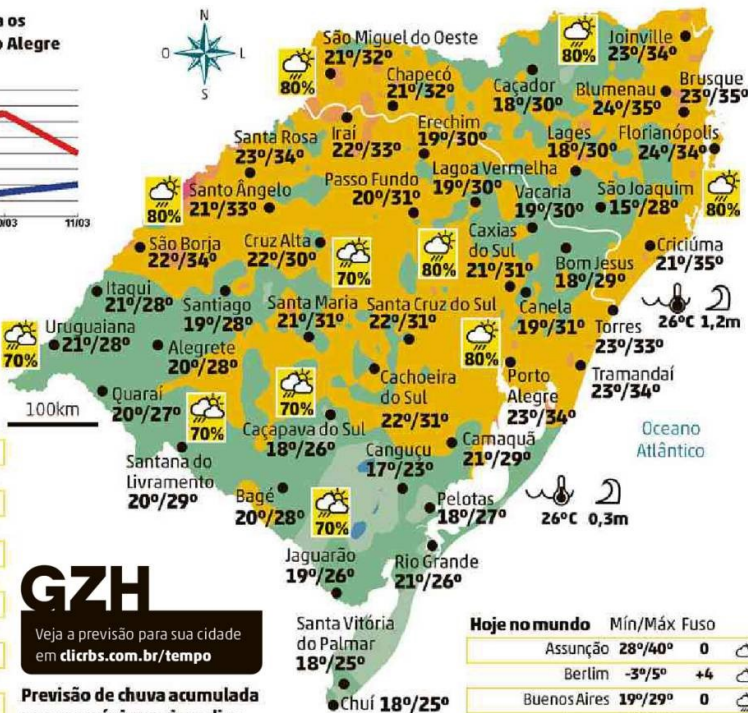 o Alegre
0/03
11/03
N
O
L
S
São Miguel do Oeste
21º/32º
80%
Chapecó
21º/32º
Caçador
18º/30º
80%
Joinville
23º/34º
Blumenau
24º/35º
Brusque
23º/35º
Santa Rosa
23º/34º
Iraí
22º/33º
Erechim
19º/30º
Lages
18º/30º
Florianópolis
24º/34º
80%
Santo Ângelo
21º/33º
Passo Fundo
20º/31º
Lagoa Vermelha
19º/30º
Vacaria
19º/30º
São Joaquim
15º/28º
80%
São Borja
22º/34º
Cruz Alta
22º/30º
70%
80%
Caxias
do Sul
21º/31º
Bom Jesus
18º/29º
Criciúma
21º/35º
Itaqui
21º/28º
Santiago
19º/28º
Santa Maria
21º/31º
Santa Cruz do Sul
22º/31º
Canela
19º/31º
26ºC 1,2m
Torres
23º/33º
70%
Uruguaiana
21º/28º
Alegrete
20º/28º
80%
Porto
Alegre
23º/34º
Tramandaí
23º/34º
Quaraí
20º/27º
100km
70%
70%
Caçapava do Sul
18º/26º
Cachoeira
do Sul
22º/31º
Camaquã
21º/29º
Oceano
Atlântico
Santana do
Livramento
20º/29º
Bagé
20º/28º
70%
Canguçu
17º/23º
Pelotas
18º/27º
26ºC 0,3m
Jaguarão
19º/26º
Rio Grande
21º/26º
GZH
Veja a previsão para sua cidade
em clicrbs.com.br/tempo
Santa Vitória
do Palmar
18º/25º
Chuí 18º/25º
Previsão de chuva acumulada
Hoje no mundo Mín/Máx Fuso
Assunção 28º/40º 0
Berlim -3º/5º +4
Buenos Aires 19º/29º 0